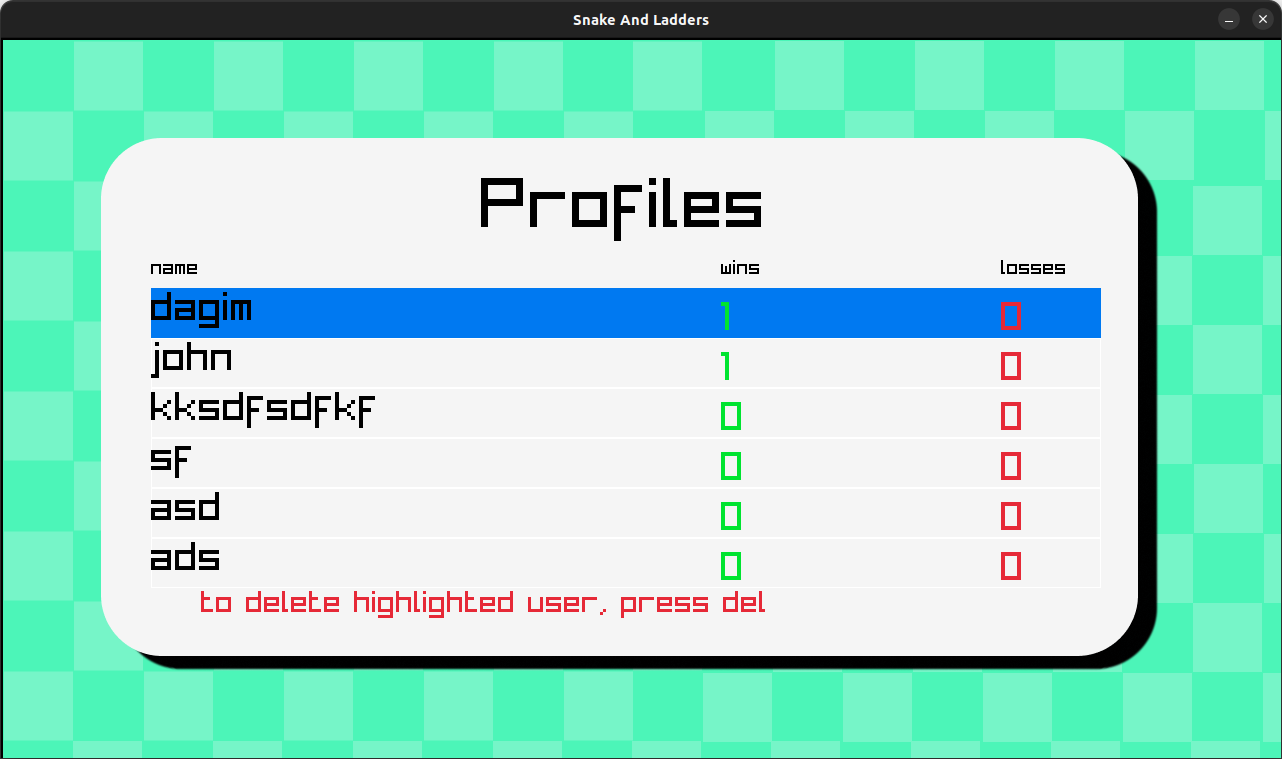 Snake And Ladders
Profiles
name wins losses
dagim 1 0
john 1 0
kksdfsdfkf 0 0
sf 0 0
asd 0 0
ads 0 0
to delete highlighted user, press del